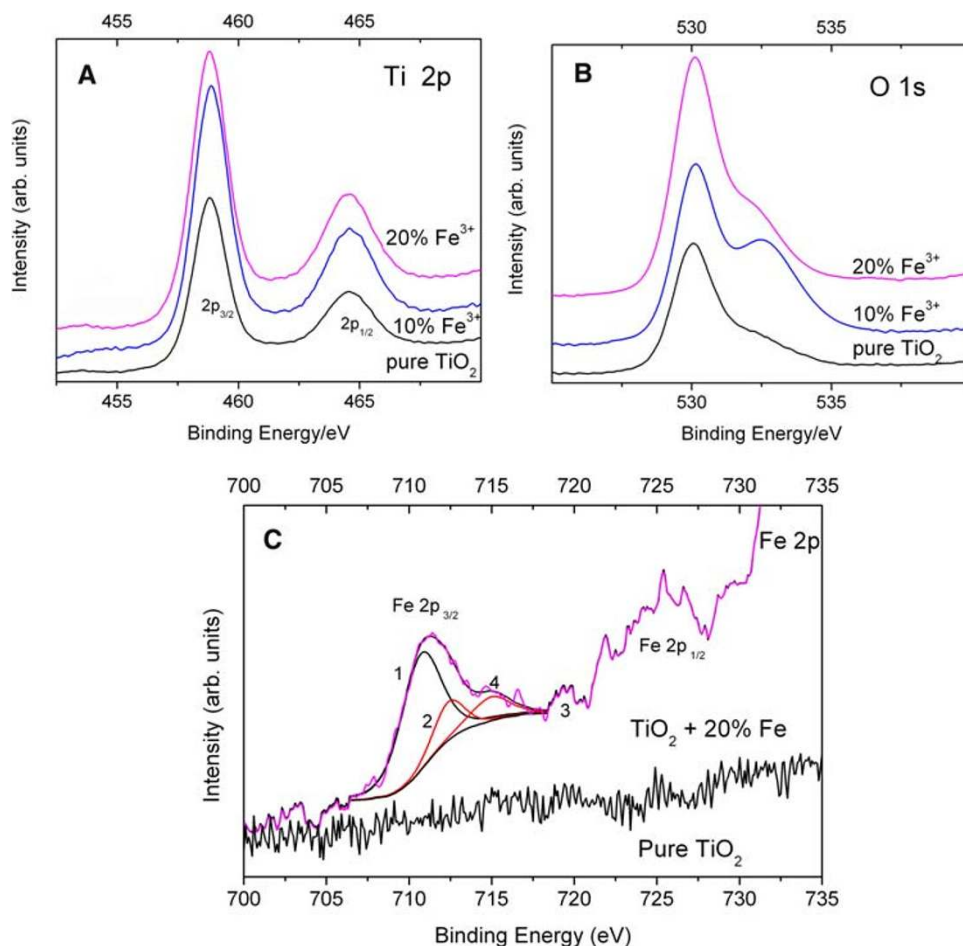 455 460 465
A
Ti 2p
Intensity (arb. units)
2p3/2
2p1/2
20% Fe3+
10% Fe3+
pure TiO2
455 460 465
Binding Energy/eV
530 535
B
O 1s
Intensity (arb. units)
20% Fe3+
10% Fe3+
pure TiO2
530 535
Binding Energy/eV
700 705 710 715 720 725 730 735
C
Fe 2p
Intensity (arb. units)
Fe 2p 3/2
1
4
2
3
Fe 2p 1/2
TiO2 + 20% Fe
Pure TiO2
700 705 710 715 720 725 730 735
Binding Energy (eV)